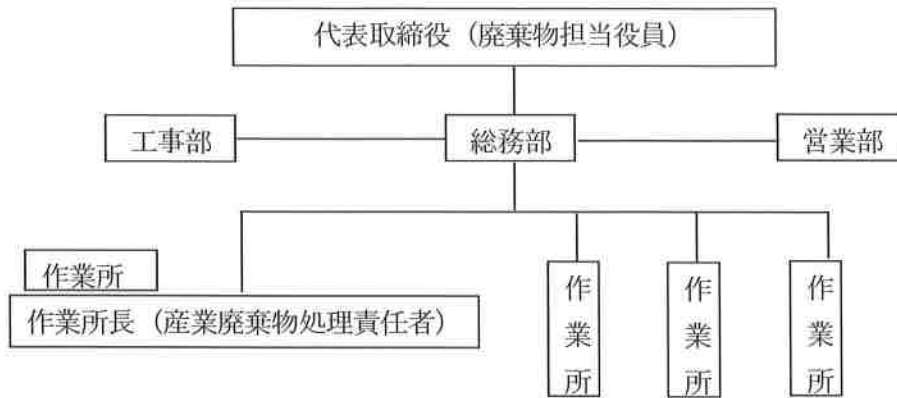 代表取締役（廃棄物担当役員）
工事部
総務部
営業部
作業所
作業所長（産業廃棄物処理責任者）
作業所
作業所
作業所